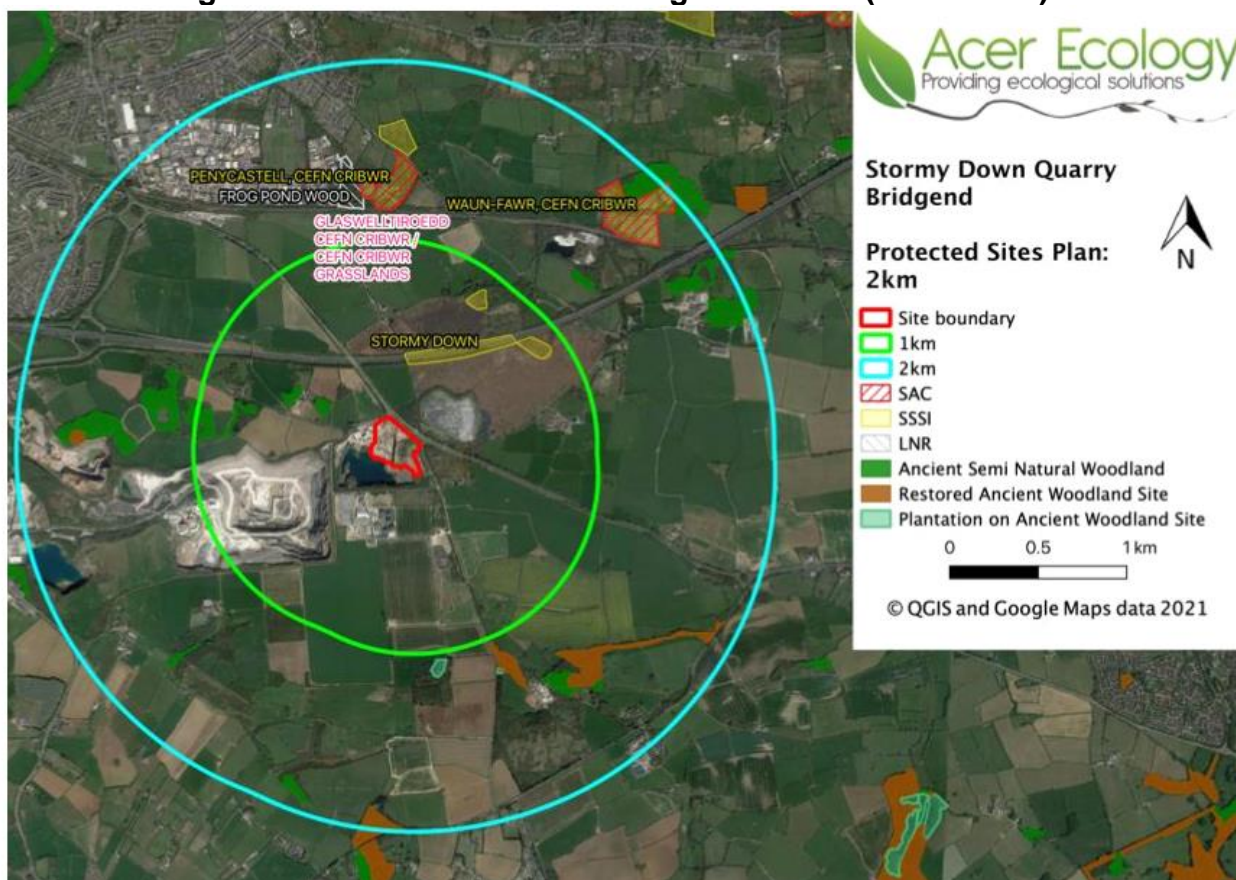 Acer Ecology
Providing ecological solutions
Stormy Down Quarry
Bridgend
Protected Sites Plan:
2km
N
Site boundary
1km
2km
SAC
SSSI
LNR
Ancient Semi Natural Woodland
Restored Ancient Woodland Site
Plantation on Ancient Woodland Site
0 0.5 1 km
© QGIS and Google Maps data 2021
PENYCASTELL, CEFN CRIBWR
FROG POND WOOD
WAUN-FAWR, CEFN CRIBWR
GLASWELLTIROEDD
CEFN CRIBWR /
CEFN CRIBWR
GRASSLANDS
STORMY DOWN